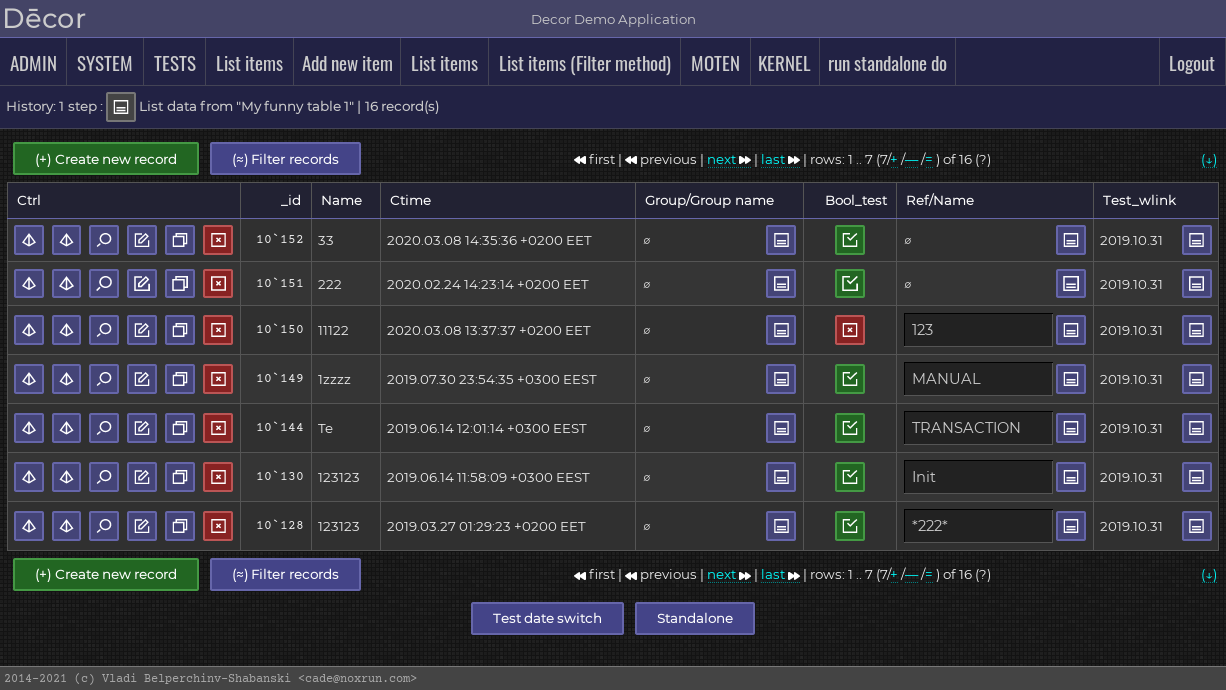 Dēcor
Decor Demo Application
ADMIN SYSTEM TESTS List items Add new item List items List items (Filter method) MOTEN KERNEL run standalone do Logout
History: 1 step : List data from "My funny table 1" | 16 record(s)
(+) Create new record (≈) Filter records first | previous | next | last | rows: 1 .. 7 (7/+ /— /= ) of 16 (?) (↓)
Ctrl _id Name Ctime Group/Group name Bool_test Ref/Name Test_wlink
10`152 33 2020.03.08 14:35:36 +0200 EET ø ø 2019.10.31
10`151 222 2020.02.24 14:23:14 +0200 EET ø ø 2019.10.31
10`150 11122 2020.03.08 13:37:37 +0200 EET ø 123 2019.10.31
10`149 1zzzz 2019.07.30 23:54:35 +0300 EEST ø MANUAL 2019.10.31
10`144 Te 2019.06.14 12:01:14 +0300 EEST ø TRANSACTION 2019.10.31
10`130 123123 2019.06.14 11:58:09 +0300 EEST ø Init 2019.10.31
10`128 123123 2019.03.27 01:29:23 +0200 EET ø *222* 2019.10.31
(+) Create new record (≈) Filter records first | previous | next | last | rows: 1 .. 7 (7/+ /— /= ) of 16 (?) (↓)
Test date switch Standalone
2014-2021 (c) Vladi Belperchinv-Shabanski <cade@noxrun.com>